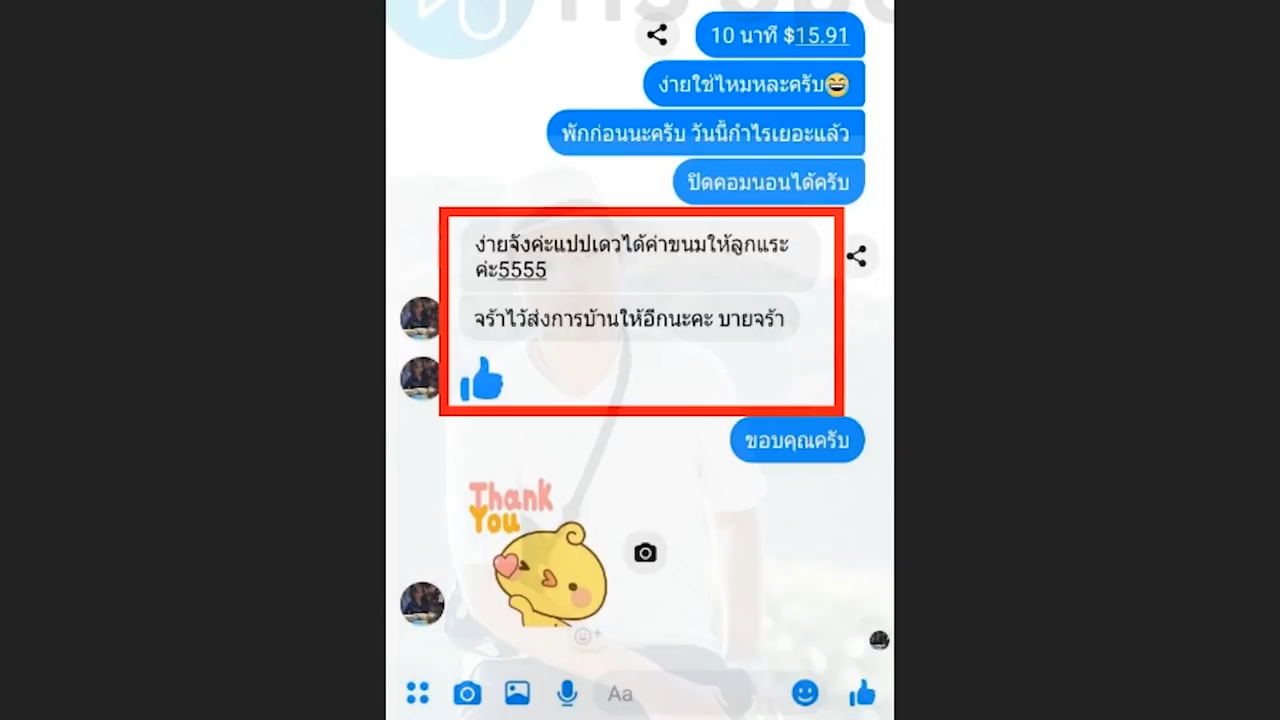 10 นาที $15.91
ง่ายใช่ไหมหละครับ😄
พักก่อนนะครับ วันนี้กำไรเยอะแล้ว
ปิดคอมนอนได้ครับ
ง่ายจังค่ะแปปเดวได้ค่าขนมให้ลูกแระ
ค่ะ5555
จร้าไว้ส่งการบ้านให้อีกนะคะ บายจร้า
ขอบคุณครับ
Thank
You
Aa